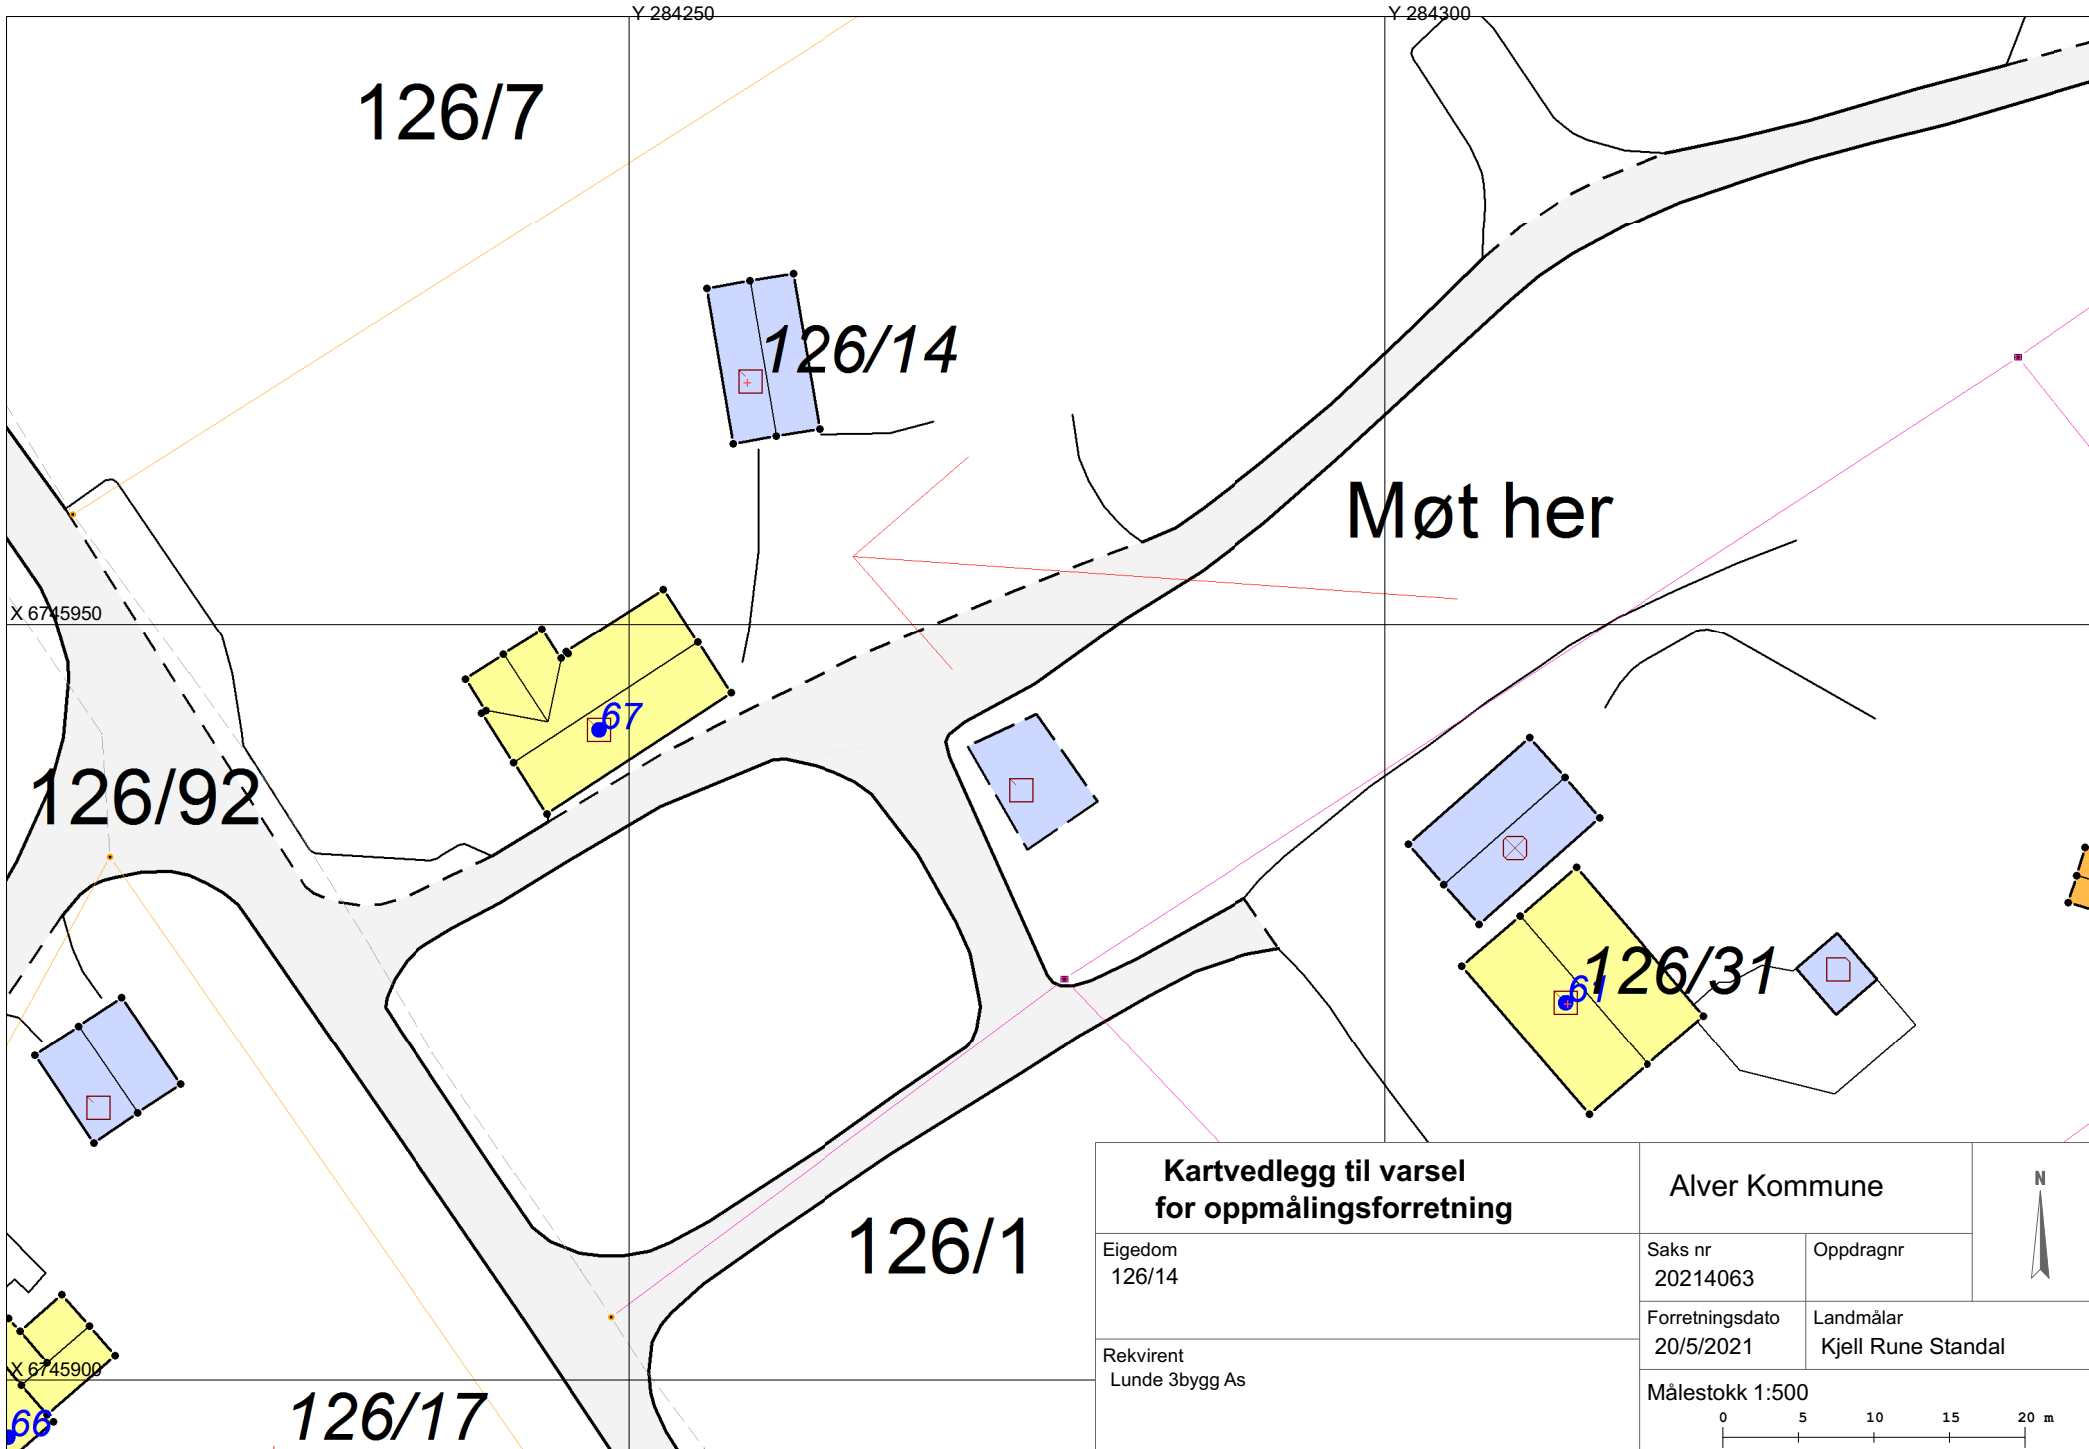 Y 284250
Y 284300
126/7
126/14
Møt her
X 6745950
67
126/92
126/31
61
126/1
X 6745900
126/17
66
Kartvedlegg til varsel
for oppmålingsforretning
Alver Kommune
N
Eigedom
126/14
Saks nr
20214063
Oppdragnr
Forretningsdato
20/5/2021
Landmålar
Kjell Rune Standal
Rekvirent
Lunde 3bygg As
Målestokk 1:500
0 5 10 15 20 m